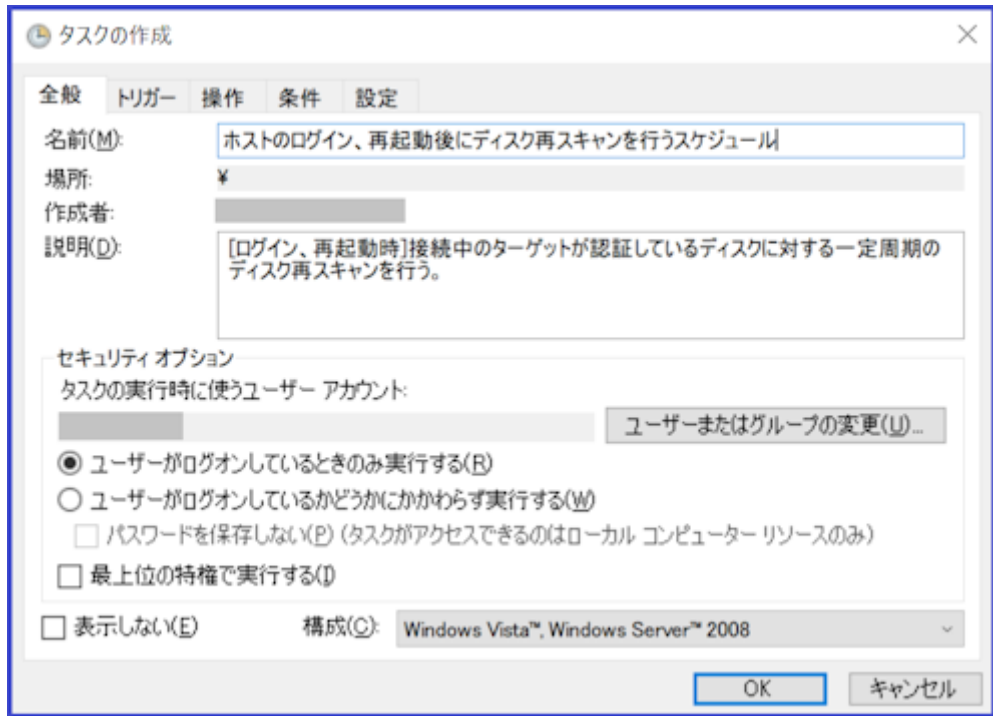 タスクの作成
全般 トリガー 操作 条件 設定
名前(M): ホストのログイン、再起動後にディスク再スキャンを行うスケジュール
場所: ¥
作成者:
説明(D): [ログイン、再起動時]接続中のターゲットが認証しているディスクに対する一定周期の
ディスク再スキャンを行う。
セキュリティ オプション
タスクの実行時に使うユーザー アカウント:
ユーザーまたはグループの変更(U)...
ユーザーがログオンしているときのみ実行する(R)
ユーザーがログオンしているかどうかにかかわらず実行する(W)
パスワードを保存しない(P) (タスクがアクセスできるのはローカル コンピューター リソースのみ)
最上位の特権で実行する(I)
表示しない(E) 構成(C): Windows Vista™, Windows Server™ 2008
OK キャンセル